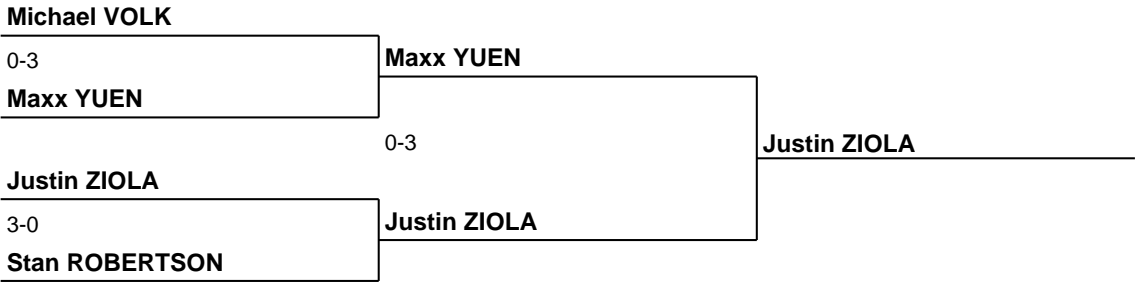 Michael VOLK
0-3
Maxx YUEN
Maxx YUEN
0-3
Justin ZIOLA
Justin ZIOLA
3-0
Justin ZIOLA
Stan ROBERTSON